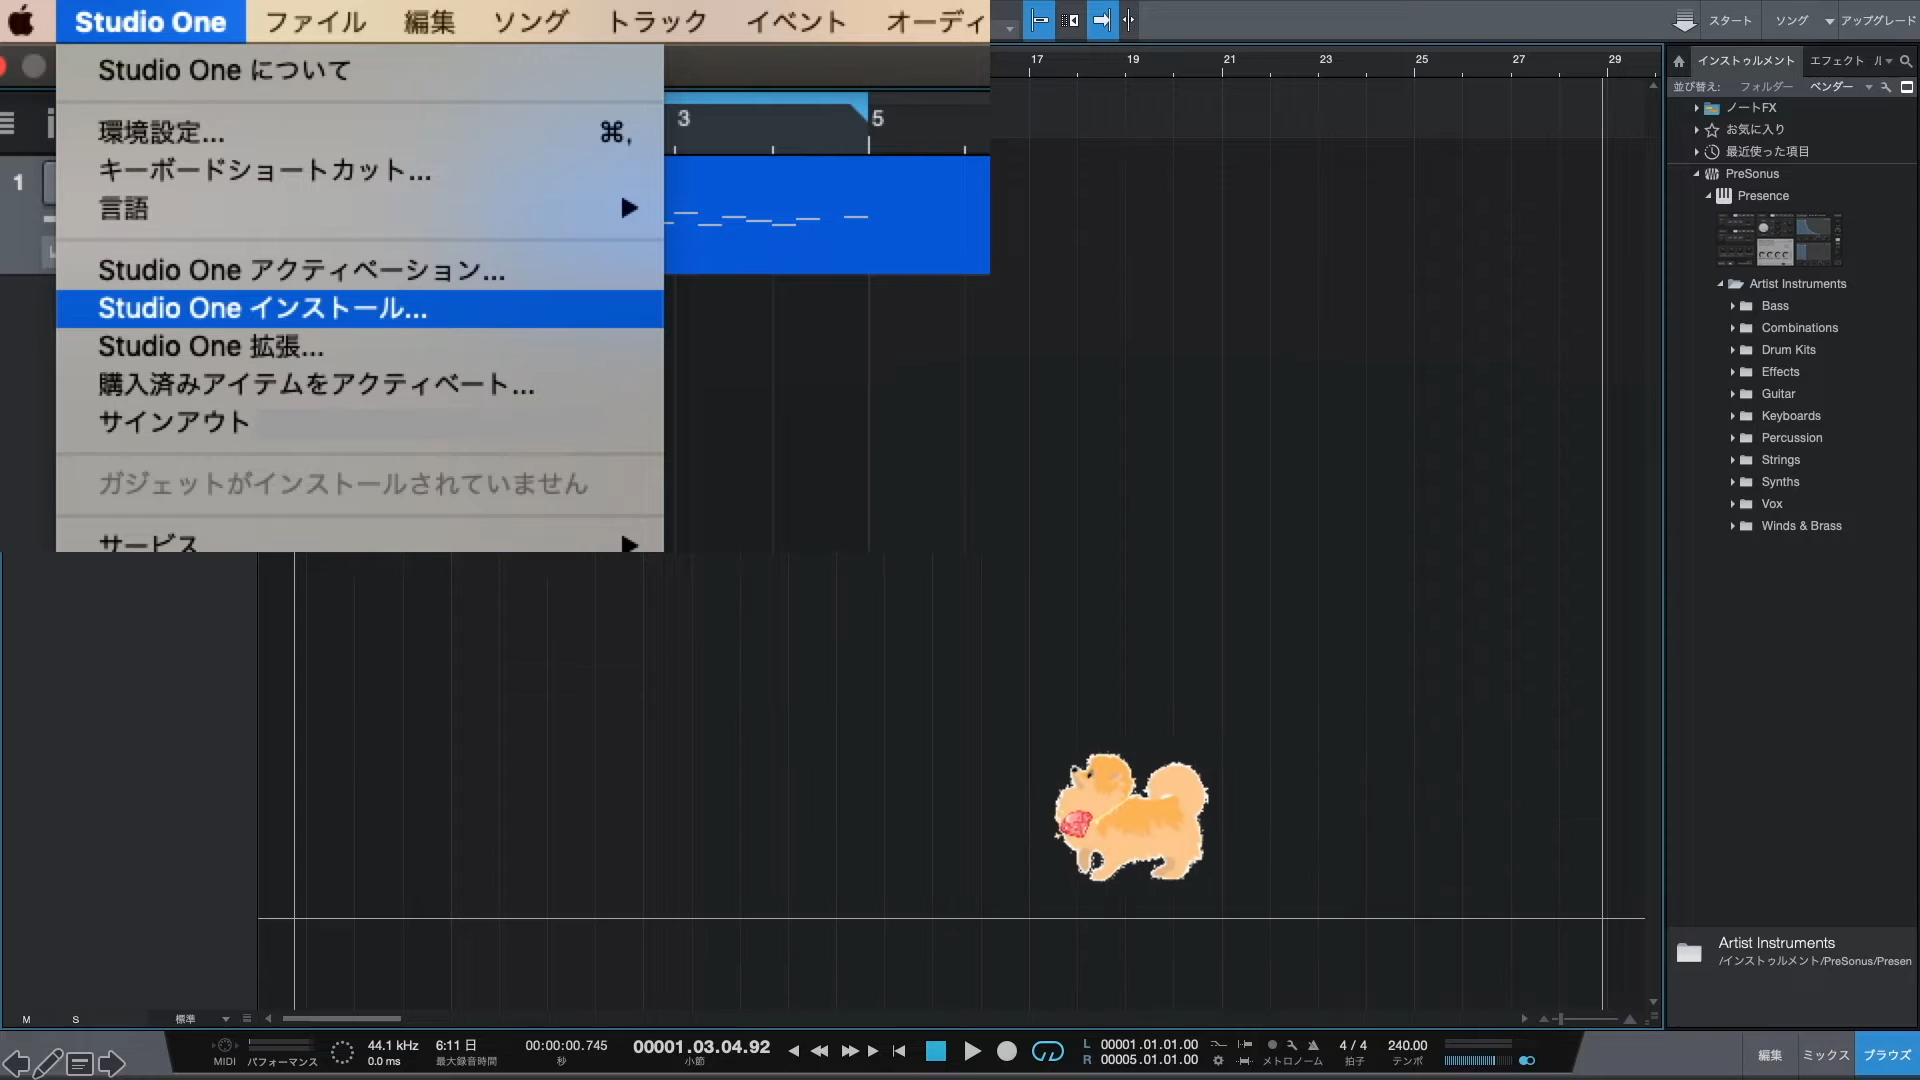 Studio One ファイル 編集 ソング トラック イベント オーディ
スタート ソング アップグレード
Studio One について
環境設定... ⌘,
キーボードショートカット...
言語
Studio One アクティベーション...
Studio One インストール...
Studio One 拡張...
購入済みアイテムをアクティベート...
サインアウト
ガジェットがインストールされていません
サービス
1
3 5 17 19 21 23 25 27 29
インストゥルメント エフェクト ル
並び替え: フォルダー ベンダー
ノートFX
お気に入り
最近使った項目
PreSonus
Presence
Artist Instruments
Bass
Combinations
Drum Kits
Effects
Guitar
Keyboards
Percussion
Strings
Synths
Vox
Winds & Brass
Artist Instruments
/インストゥルメント/PreSonus/Presen
M S 標準
MIDI パフォーマンス
44.1 kHz
0.0 ms
6:11 日
最大録音時間
00:00:00.745
秒
00001.03.04.92
小節
L 00001.01.01.00
R 00005.01.01.00
メトロノーム
4 / 4
拍子
240.00
テンポ
編集 ミックス ブラウズ